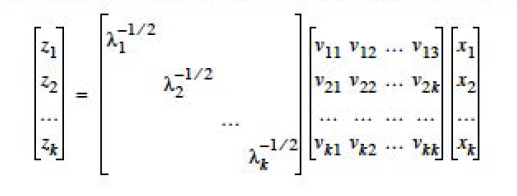 [z₁ z₂ ... zₖ] = [λ₁^(-1/2) λ₂^(-1/2) ... λₖ^(-1/2)] [v₁₁ v₁₂ ... v₁₃; v₂₁ v₂₂ ... v₂ₖ; ... ... ... ...; vₖ₁ vₖ₂ ... vₖₖ] [x₁ x₂ ... xₖ]